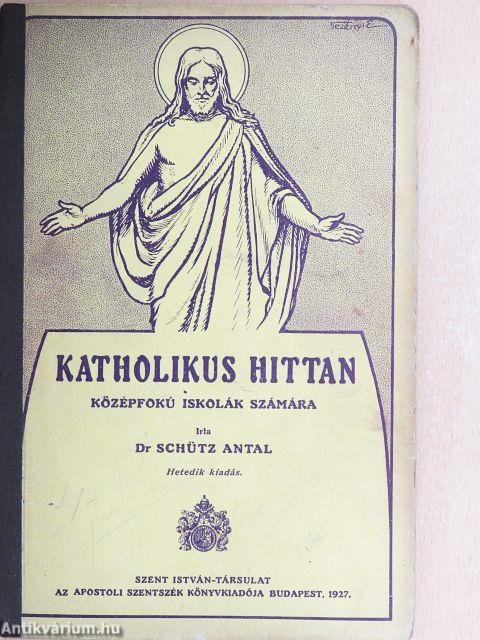 KATHOLIKUS HITTAN
KÖZÉPFOKÚ ISKOLÁK SZÁMÁRA
Irta
Dr SCHÜTZ ANTAL
Hetedik kiadás.
SZENT ISTVÁN-TÁRSULAT
AZ APOSTOLI SZENTSZÉK KÖNYVKIADÓJA BUDAPEST, 1927.
Antikvárium.hu